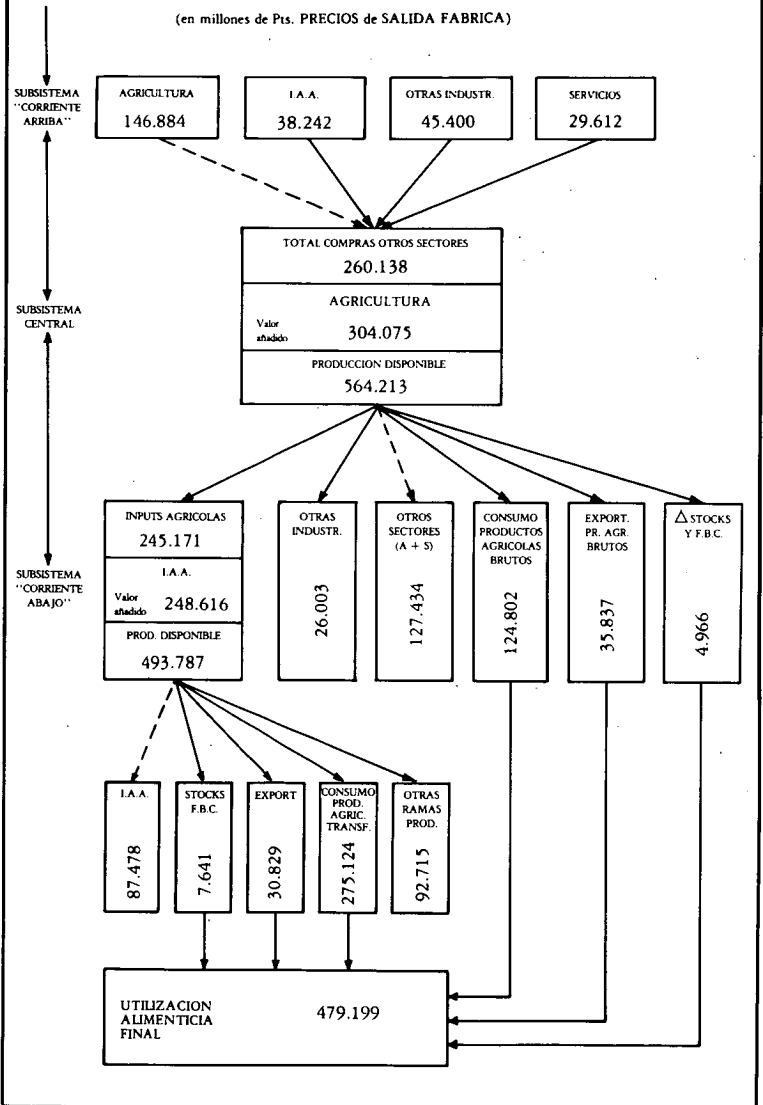 (en millones de Pts. PRECIOS de SALIDA FABRICA)
SUBSISTEMA
"CORRIENTE
ARRIBA"
AGRICULTURA
146.884
I.A.A.
38.242
OTRAS INDUSTR.
45.400
SERVICIOS
29.612
TOTAL COMPRAS OTROS SECTORES
260.138
SUBSISTEMA
CENTRAL
AGRICULTURA
Valor
añadido
304.075
PRODUCCION DISPONIBLE
564.213
SUBSISTEMA
"CORRIENTE
ABAJO"
INPUTS AGRICOLAS
245.171
I.A.A.
Valor
añadido
248.616
PROD. DISPONIBLE
493.787
OTRAS
INDUSTR.
26.003
OTROS
SECTORES
(A + S)
127.434
CONSUMO
PRODUCTOS
AGRICOLAS
BRUTOS
124.802
EXPORT.
PR. AGR.
BRUTOS
35.837
△ STOCKS
Y F.B.C.
4.966
I.A.A.
87.478
STOCKS
F.B.C.
7.641
EXPORT
30.829
CONSUMO
PROD.
AGRIC.
TRANSF.
275.124
OTRAS
RAMAS
PROD.
92.715
UTILIZACION
ALIMENTICIA
FINAL
479.199